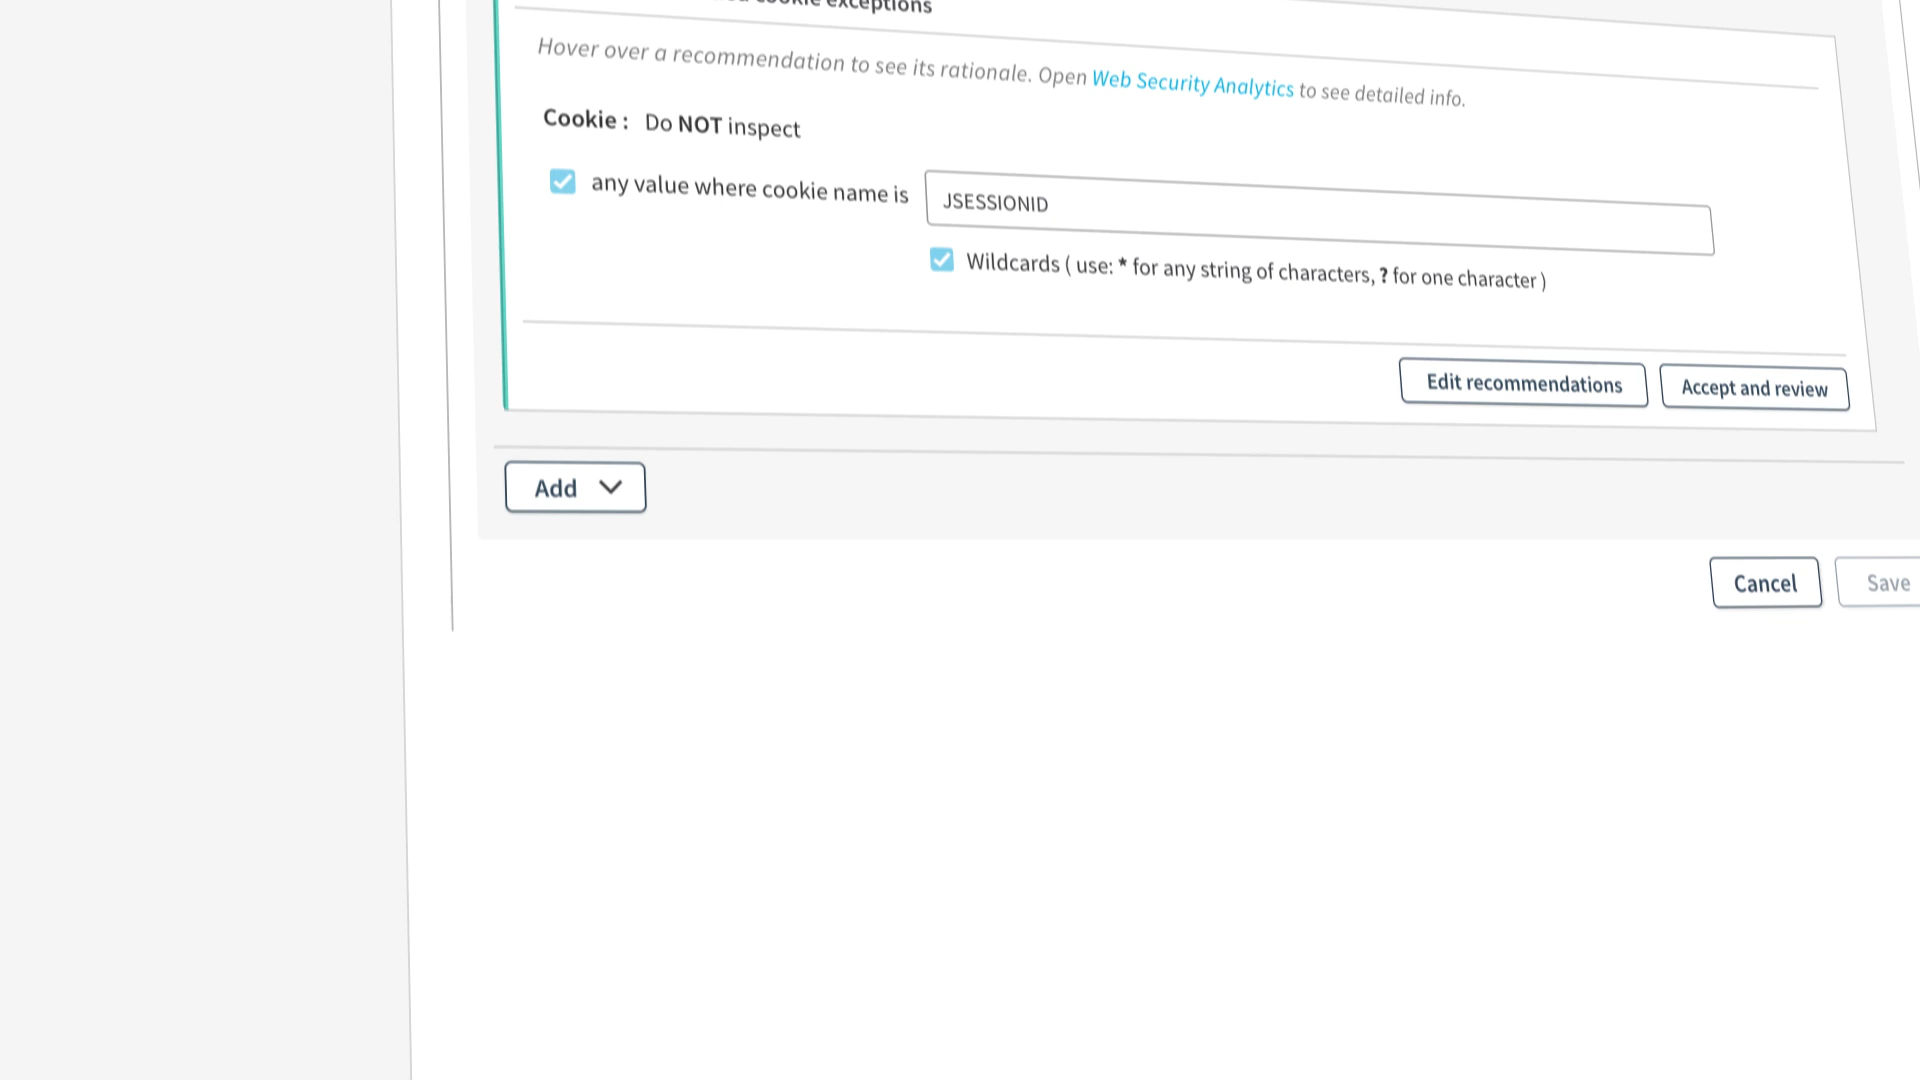 cookie exceptions
Hover over a recommendation to see its rationale. Open Web Security Analytics to see detailed info.
Cookie : Do NOT inspect
any value where cookie name is
JSESSIONID
Wildcards ( use: * for any string of characters, ? for one character )
Edit recommendations
Accept and review
Add
Cancel
Save